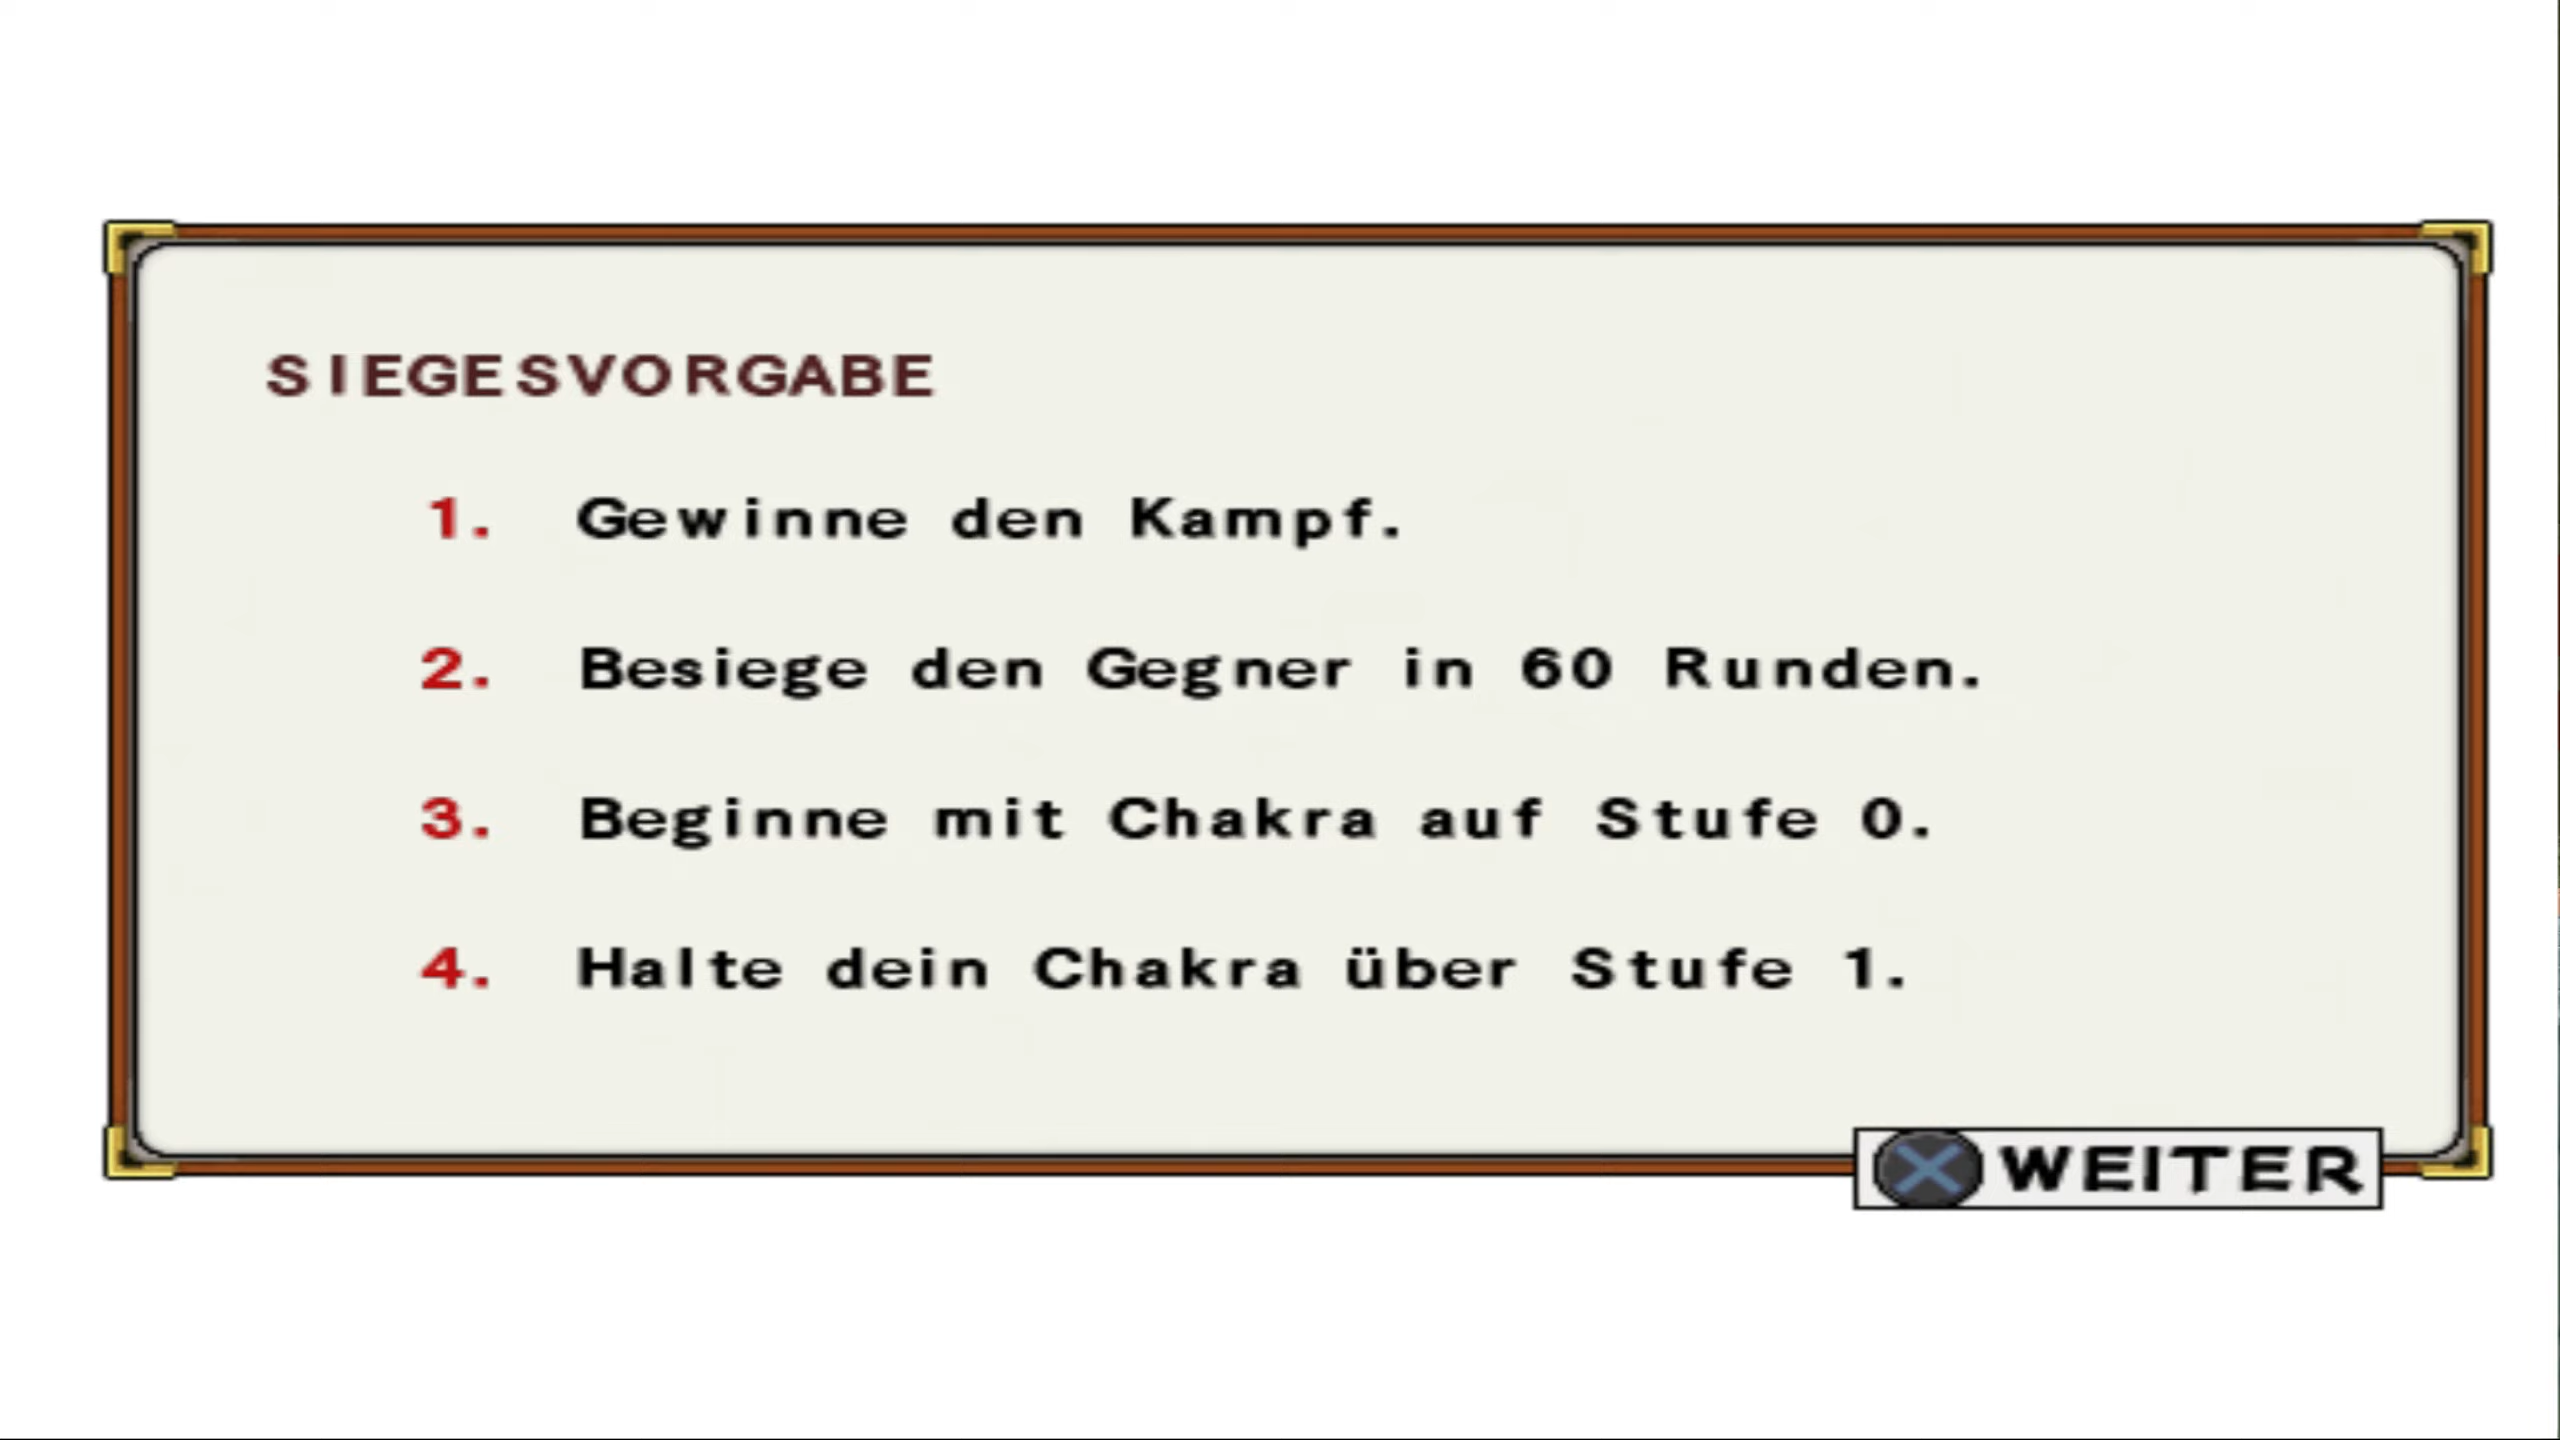 SIEGESVORGABE
1. Gewinne den Kampf.
2. Besiege den Gegner in 60 Runden.
3. Beginne mit Chakra auf Stufe 0.
4. Halte dein Chakra über Stufe 1.
WEITER